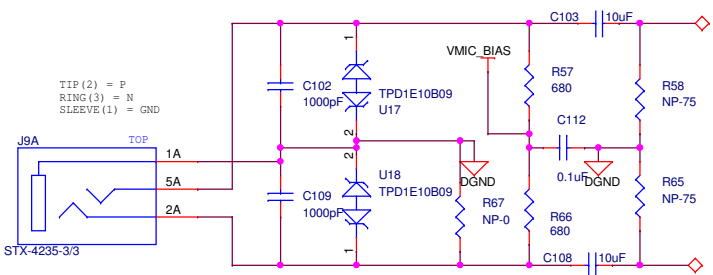 C103
10uF
1
VMIC_BIAS
TIP(2) = P
RING(3) = N
SLEEVE(1) = GND
C102
1000pF
TPD1E10B09
U17
R57
680
R58
NP-75
J9A
TOP
2
C112
1A
2
5A
U18
TPD1E10B09
DGND
0.1uF
DGND
C109
1000pF
R67
NP-0
R65
NP-75
2A
R66
680
STX-4235-3/3
1
C108
10uF